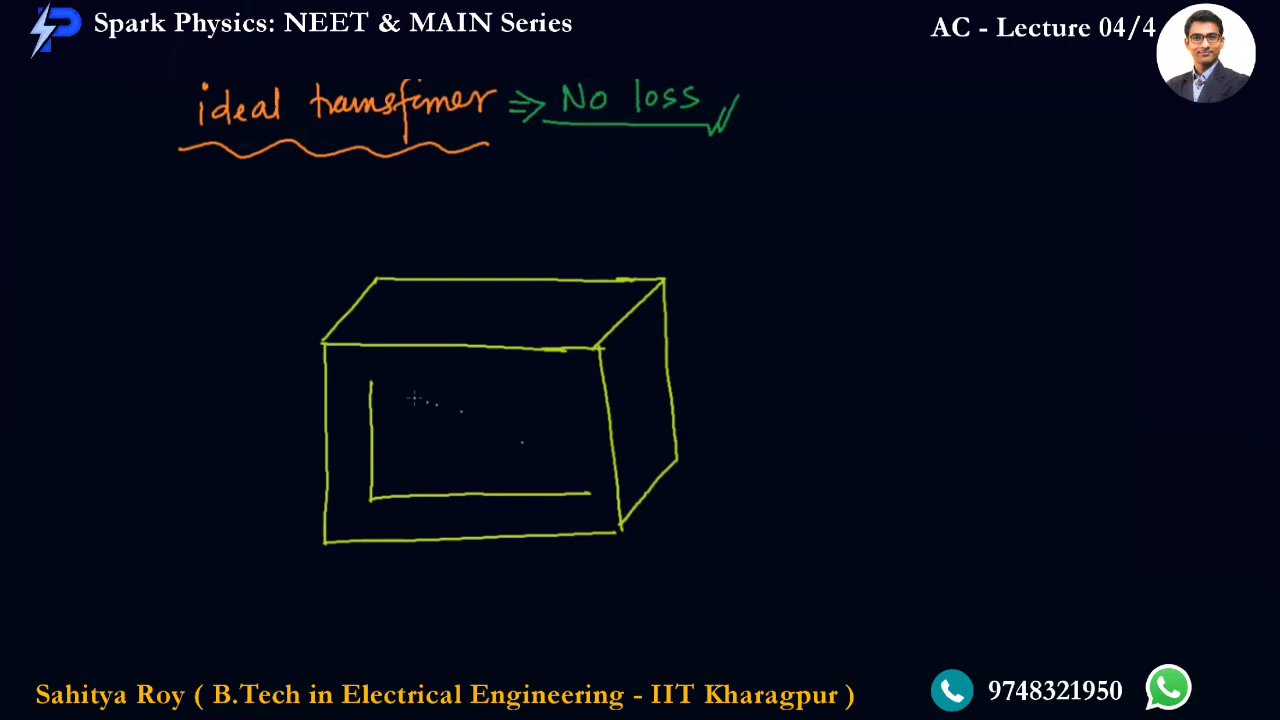 Spark Physics: NEET & MAIN Series
AC - Lecture 04/4
ideal transformer ⇒ No loss
Sahitya Roy ( B.Tech in Electrical Engineering - IIT Kharagpur )
9748321950